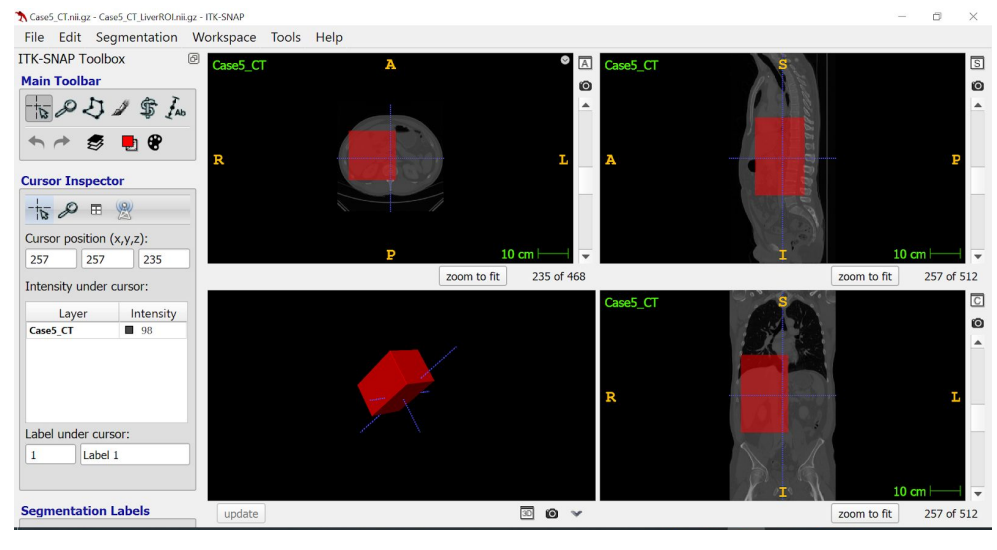 Case5_CT.nii.gz - Case5_CT_LiverROI.nii.gz - ITK-SNAP
File Edit Segmentation Workspace Tools Help
ITK-SNAP Toolbox
Main Toolbar
Ab
Cursor Inspector
Cursor position (x,y,z):
257 257 235
Intensity under cursor:
Layer Intensity
Case5_CT 98
Label under cursor:
1 Label 1
Segmentation Labels
Case5_CT
A
A
R
L
P
10 cm
zoom to fit 235 of 468
Case5_CT
S
S
A
P
I
10 cm
zoom to fit 257 of 512
update
3D
Case5_CT
S
C
R
L
I
10 cm
zoom to fit 257 of 512